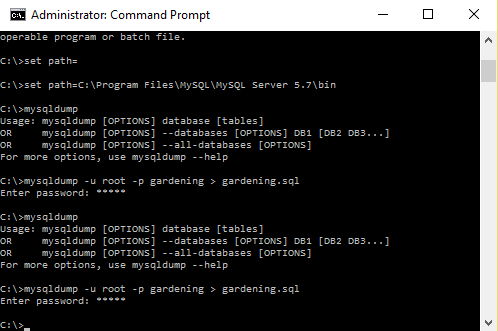 Administrator: Command Prompt
operable program or batch file.
C:\>set path=
C:\>set path=C:\Program Files\MySQL\MySQL Server 5.7\bin
C:\>mysqldump
Usage: mysqldump [OPTIONS] database [tables]
OR     mysqldump [OPTIONS] --databases [OPTIONS] DB1 [DB2 DB3...]
OR     mysqldump [OPTIONS] --all-databases [OPTIONS]
For more options, use mysqldump --help
C:\>mysqldump -u root -p gardening > gardening.sql
Enter password: *****
C:\>mysqldump
Usage: mysqldump [OPTIONS] database [tables]
OR     mysqldump [OPTIONS] --databases [OPTIONS] DB1 [DB2 DB3...]
OR     mysqldump [OPTIONS] --all-databases [OPTIONS]
For more options, use mysqldump --help
C:\>mysqldump -u root -p gardening > gardening.sql
Enter password: *****
C:\>